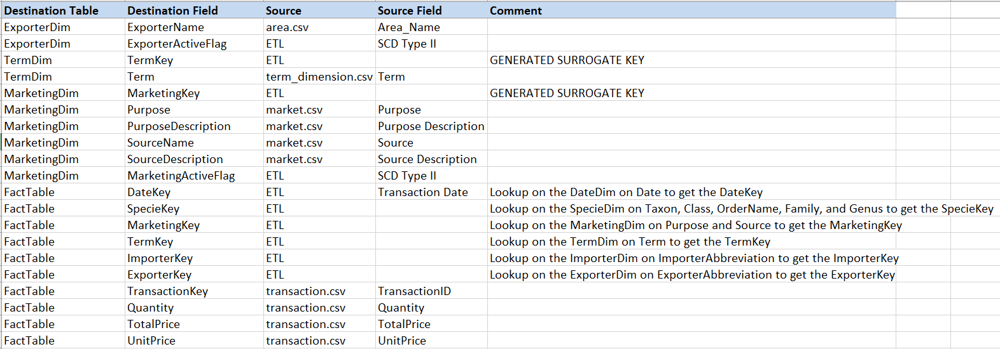 Destination Table Destination Field Source Source Field Comment
ExporterDim ExporterName area.csv Area_Name
ExporterDim ExporterActiveFlag ETL SCD Type II
TermDim TermKey ETL GENERATED SURROGATE KEY
TermDim Term term_dimension.csv Term
MarketingDim MarketingKey ETL GENERATED SURROGATE KEY
MarketingDim Purpose market.csv Purpose
MarketingDim PurposeDescription market.csv Purpose Description
MarketingDim SourceName market.csv Source
MarketingDim SourceDescription market.csv Source Description
MarketingDim MarketingActiveFlag ETL SCD Type II
FactTable DateKey ETL Transaction Date Lookup on the DateDim on Date to get the DateKey
FactTable SpecieKey ETL Lookup on the SpecieDim on Taxon, Class, OrderName, Family, and Genus to get the SpecieKey
FactTable MarketingKey ETL Lookup on the MarketingDim on Purpose and Source to get the MarketingKey
FactTable TermKey ETL Lookup on the TermDim on Term to get the TermKey
FactTable ImporterKey ETL Lookup on the ImporterDim on ImporterAbbreviation to get the ImporterKey
FactTable ExporterKey ETL Lookup on the ExporterDim on ExporterAbbreviation to get the ExporterKey
FactTable TransactionKey transaction.csv TransactionID
FactTable Quantity transaction.csv Quantity
FactTable TotalPrice transaction.csv TotalPrice
FactTable UnitPrice transaction.csv UnitPrice